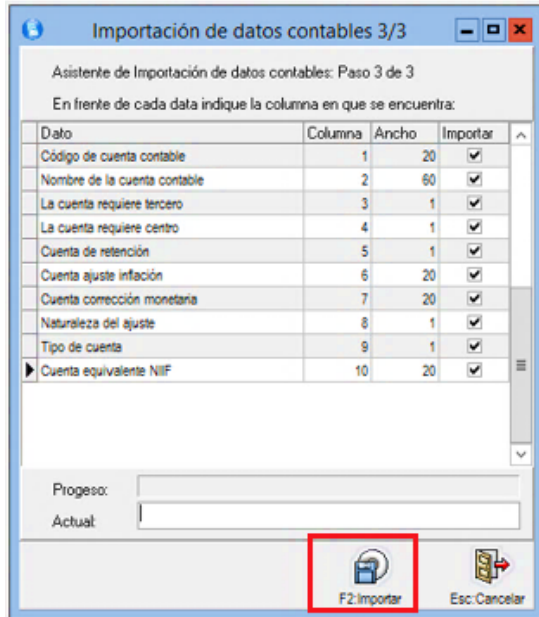 Importación de datos contables 3/3
Asistente de Importación de datos contables: Paso 3 de 3
En frente de cada data indique la columna en que se encuentra:
Dato Columna Ancho Importar
Código de cuenta contable 1 20
Nombre de la cuenta contable 2 60
La cuenta requiere tercero 3 1
La cuenta requiere centro 4 1
Cuenta de retención 5 1
Cuenta ajuste inflación 6 20
Cuenta corrección monetaria 7 20
Naturaleza del ajuste 8 1
Tipo de cuenta 9 1
Cuenta equivalente NIIF 10 20
Progeso:
Actual:
F2:Importar Esc:Cancelar